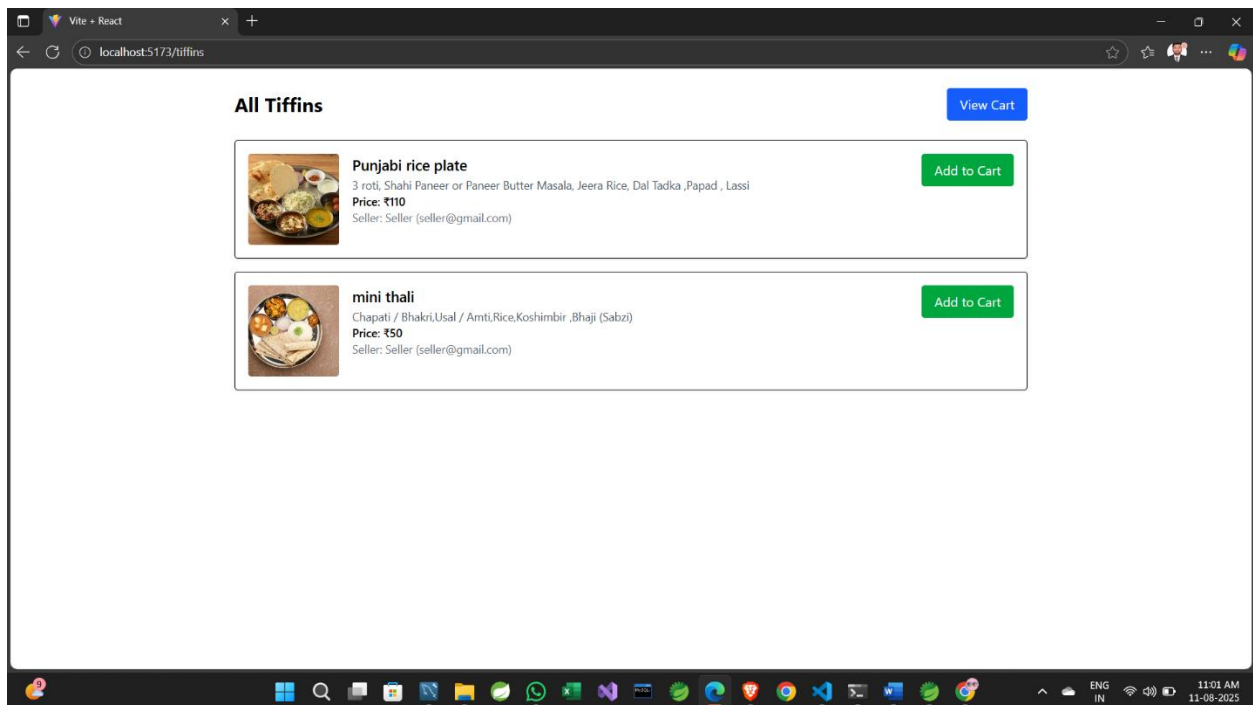 Vite + React
localhost:5173/tiffins
All Tiffins
View Cart
Punjabi rice plate
Add to Cart
3 roti, Shahi Paneer or Paneer Butter Masala, Jeera Rice, Dal Tadka ,Papad , Lassi
Price: ₹110
Seller: Seller (seller@gmail.com)
mini thali
Add to Cart
Chapati / Bhakri,Usal / Amti,Rice,Koshimbir ,Bhaji (Sabzi)
Price: ₹50
Seller: Seller (seller@gmail.com)
9
ENG
IN
11:01 AM
11-08-2025